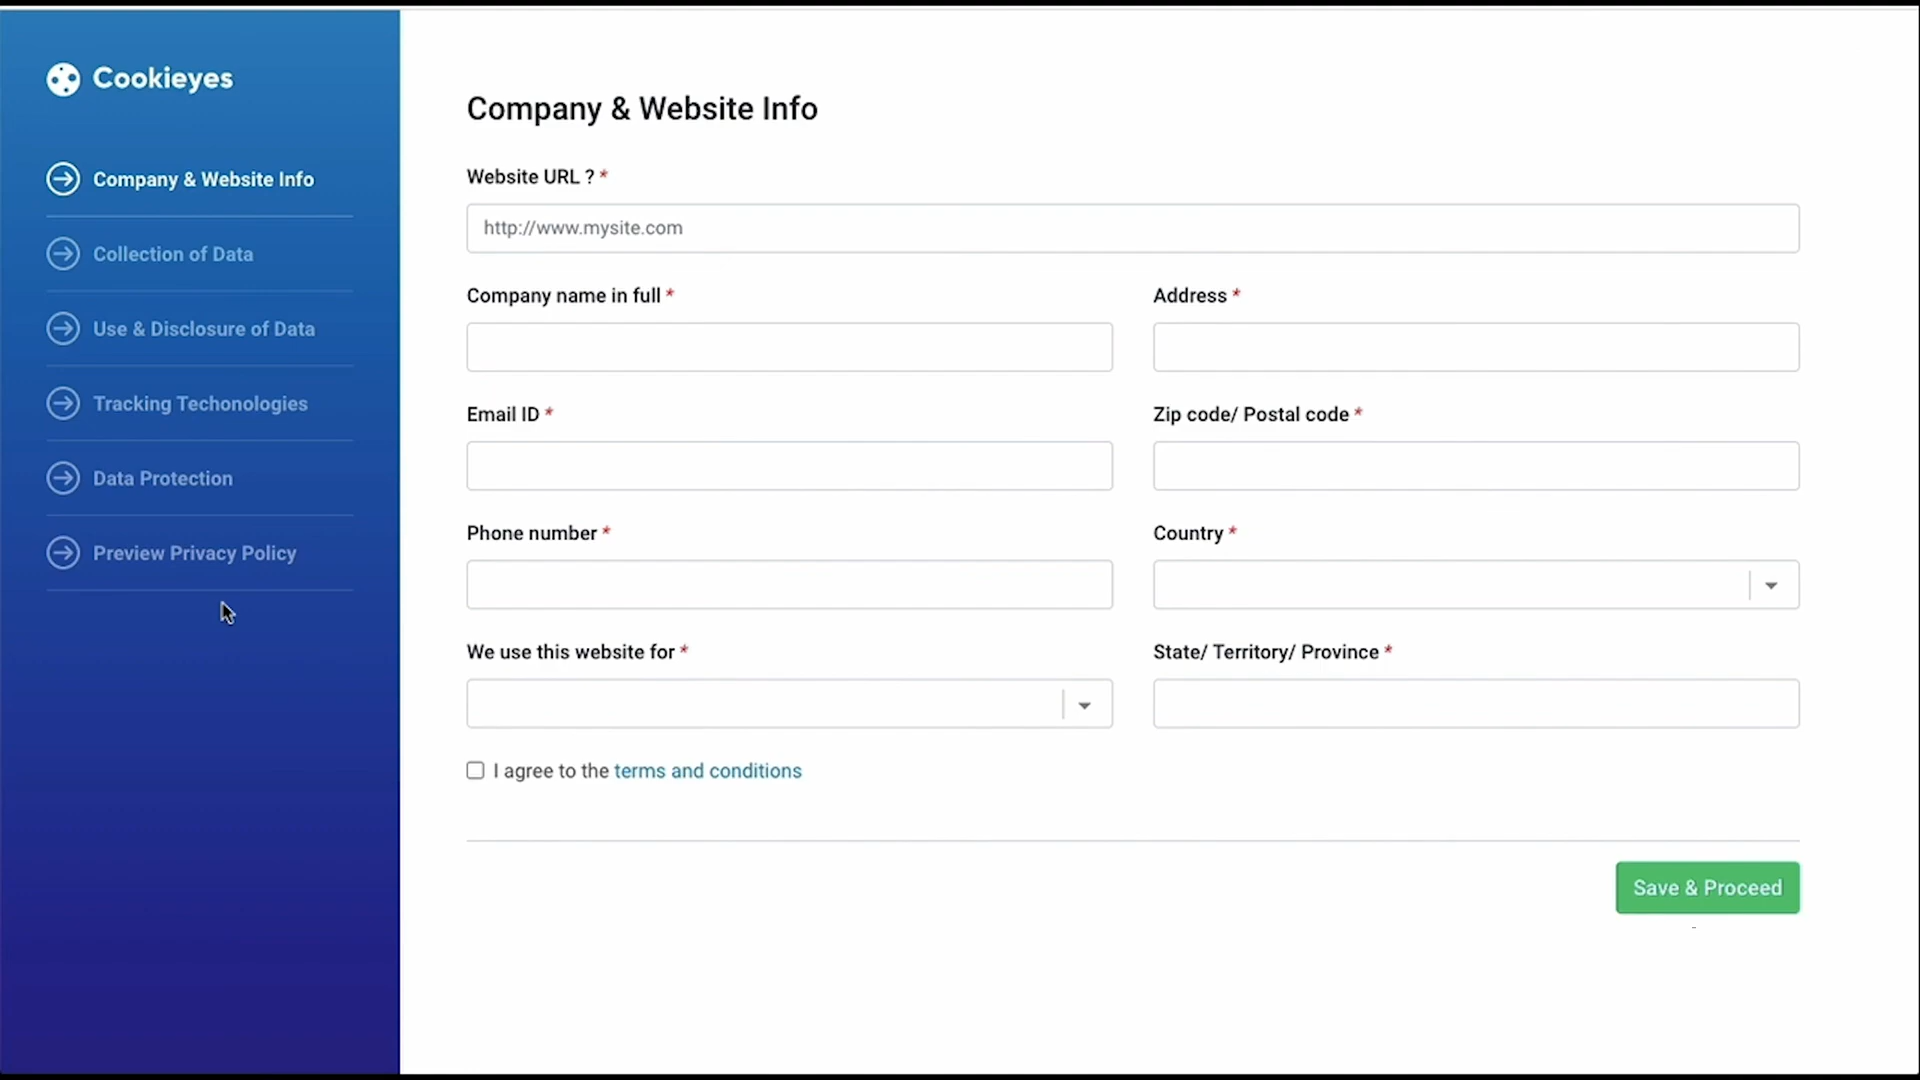 Cookieyes
Company & Website Info
Collection of Data
Use & Disclosure of Data
Tracking Techonologies
Data Protection
Preview Privacy Policy
Company & Website Info
Website URL ? *
http://www.mysite.com
Company name in full *
Address *
Email ID *
Zip code/ Postal code *
Phone number *
Country *
We use this website for *
State/ Territory/ Province *
I agree to the terms and conditions
Save & Proceed